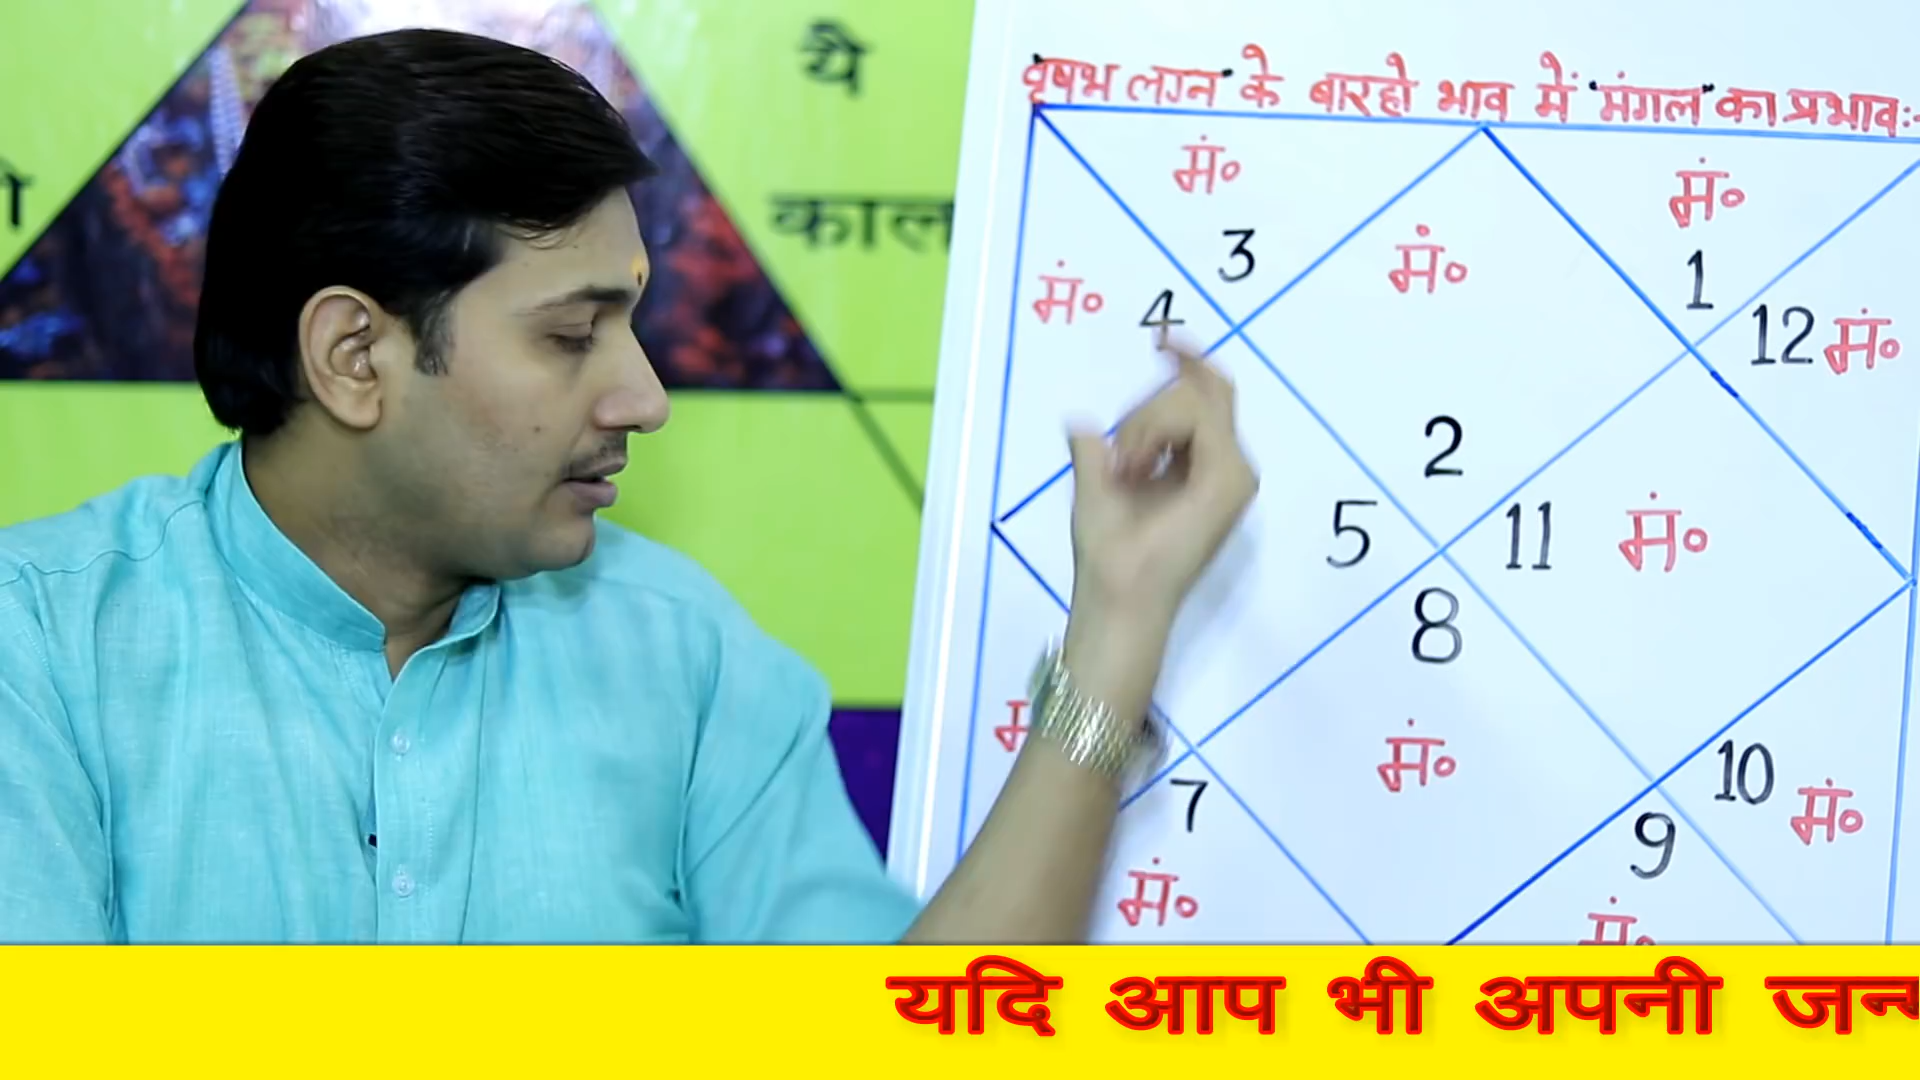 यै
काल
वृषभ लग्न के बारहो भाव में "मंगल" का प्रभाव:-
मं०
मं०
3
मं०
1
मं० 4
12 मं०
2
5
11 मं०
8
मं०
10 मं०
7
9
मं०
मं०
यदि आप भी अपनी